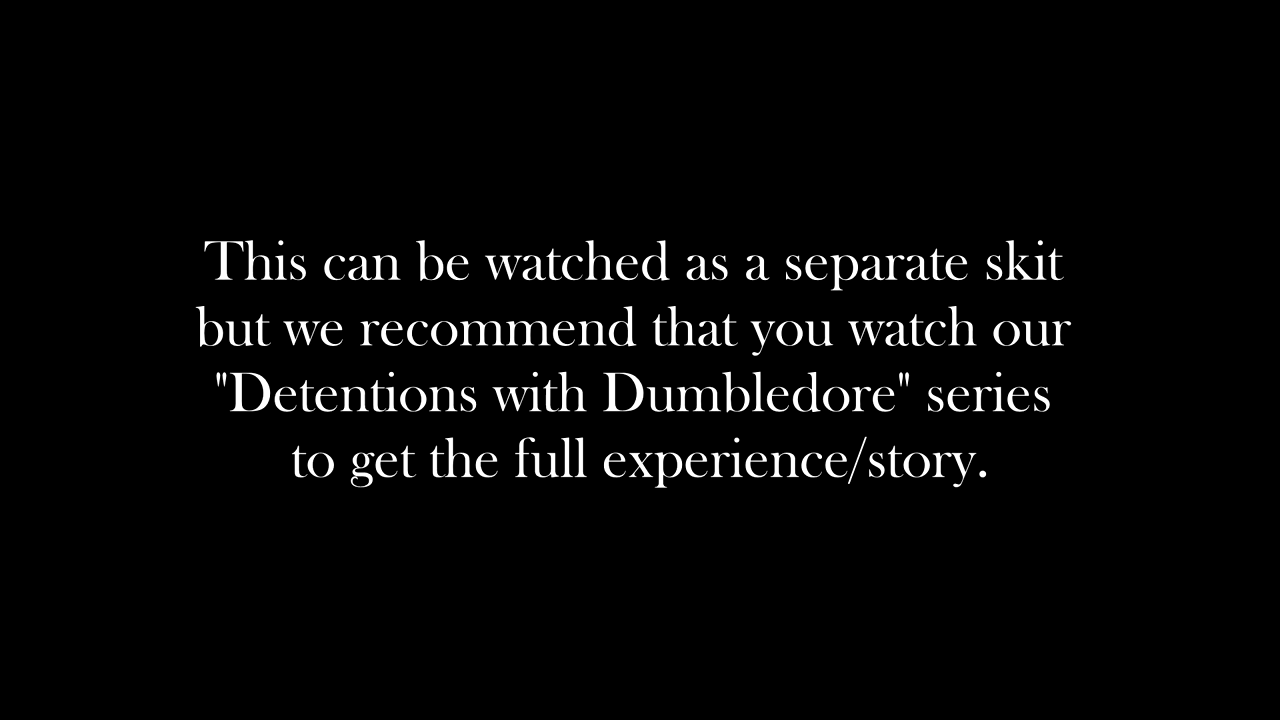 This can be watched as a separate skit
but we recommend that you watch our
"Detentions with Dumbledore" series
to get the full experience/story.